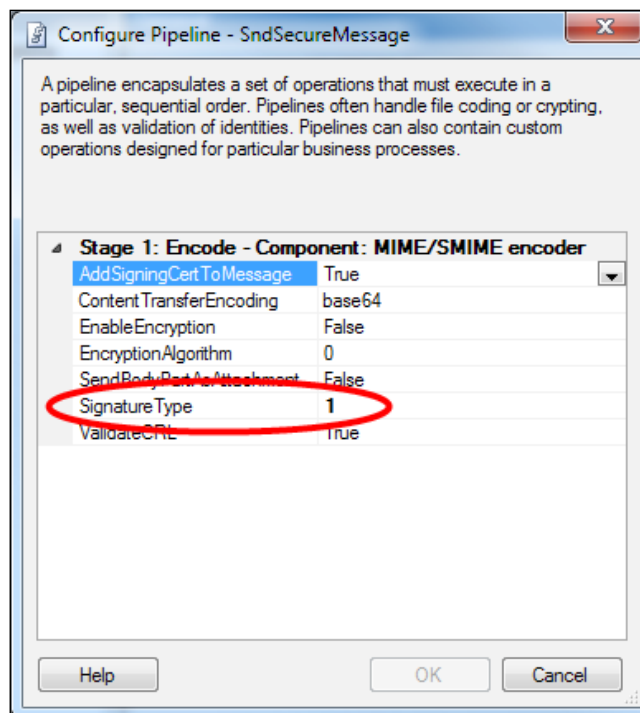 Configure Pipeline - SndSecureMessage
A pipeline encapsulates a set of operations that must execute in a
particular, sequential order. Pipelines often handle file coding or crypting,
as well as validation of identities. Pipelines can also contain custom
operations designed for particular business processes.
Stage 1: Encode - Component: MIME/SMIME encoder
AddSigningCertToMessage True
ContentTransferEncoding base64
EnableEncryption False
EncryptionAlgorithm 0
SendBodyPartAsAttachment False
SignatureType 1
ValidateCRL True
Help OK Cancel